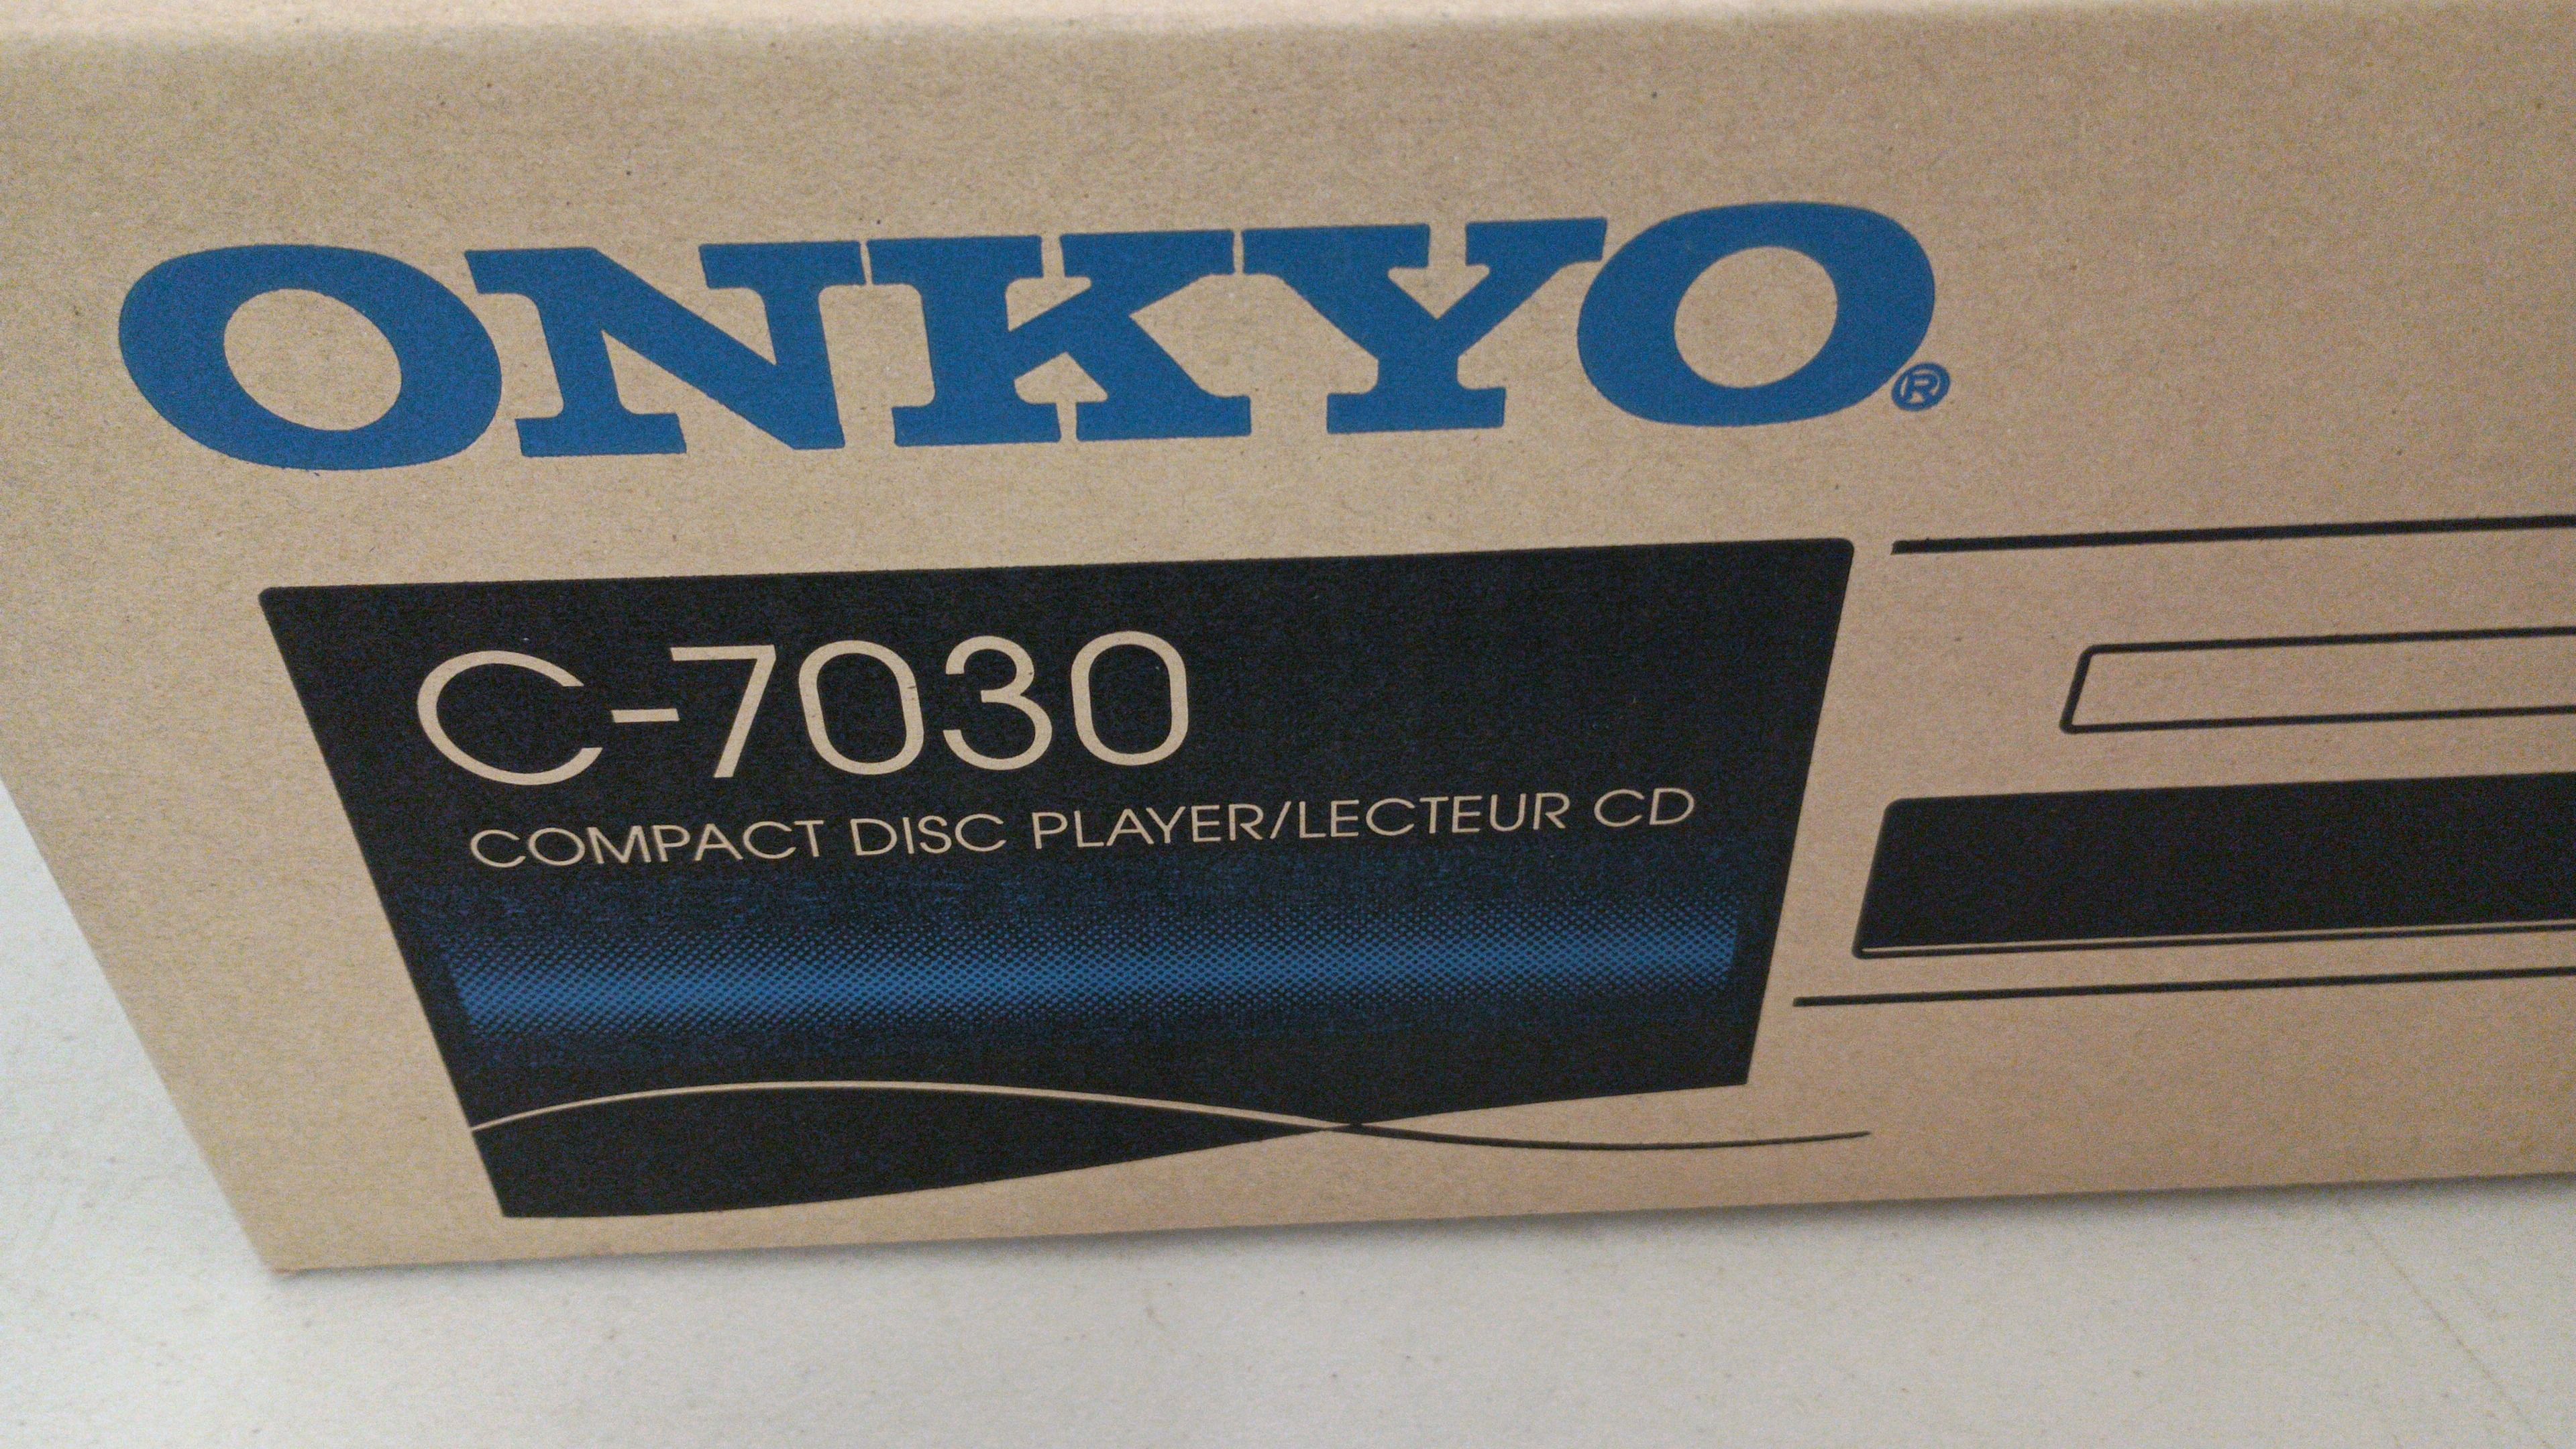 ONKYO®
C-7030
COMPACT DISC PLAYER/LECTEUR CD